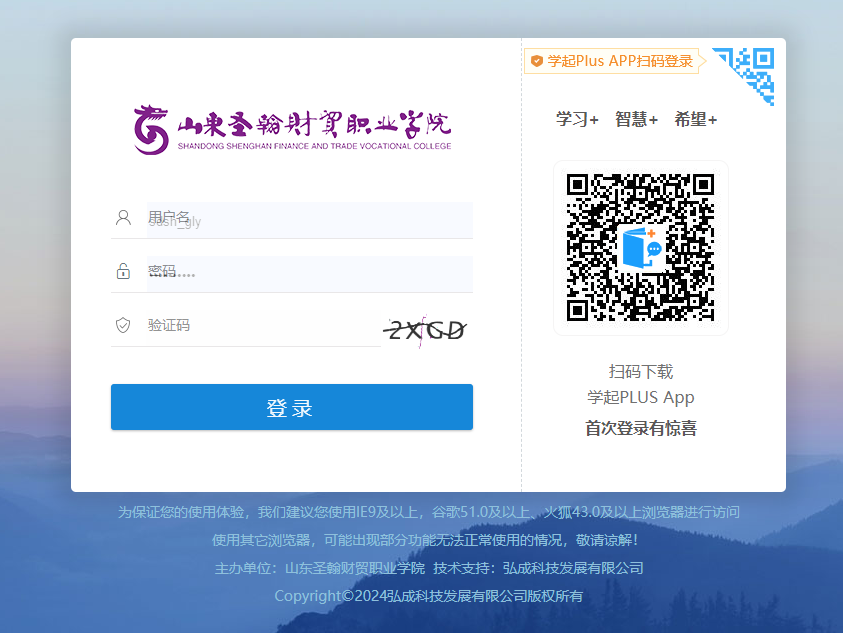 山东圣翰财贸职业学院
SHANDONG SHENGHAN FINANCE AND TRADE VOCATIONAL COLLEGE
用户名
sdsh_gly
密码
验证码
2XGD
登录
学起Plus APP扫码登录
学习+ 智慧+ 希望+
扫码下载
学起PLUS App
首次登录有惊喜
为保证您的使用体验，我们建议您使用IE9及以上，谷歌51.0及以上、火狐43.0及以上浏览器进行访问
使用其它浏览器，可能出现部分功能无法正常使用的情况，敬请谅解！
主办单位：山东圣翰财贸职业学院 技术支持：弘成科技发展有限公司
Copyright©2024弘成科技发展有限公司版权所有